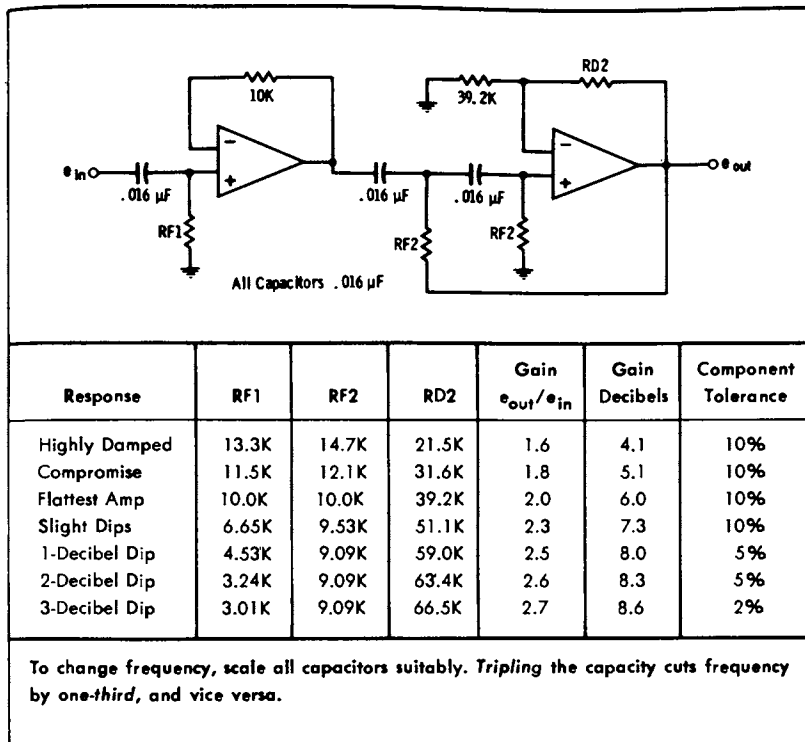 RD2
10K
39.2K
e in
e out
.016 µF
.016 µF
.016 µF
RF1
RF2
RF2
All Capacitors .016 µF
Response RF1 RF2 RD2 Gain eout/ein Gain Decibels Component Tolerance
Highly Damped 13.3K 14.7K 21.5K 1.6 4.1 10%
Compromise 11.5K 12.1K 31.6K 1.8 5.1 10%
Flattest Amp 10.0K 10.0K 39.2K 2.0 6.0 10%
Slight Dips 6.65K 9.53K 51.1K 2.3 7.3 10%
1-Decibel Dip 4.53K 9.09K 59.0K 2.5 8.0 5%
2-Decibel Dip 3.24K 9.09K 63.4K 2.6 8.3 5%
3-Decibel Dip 3.01K 9.09K 66.5K 2.7 8.6 2%
To change frequency, scale all capacitors suitably. Tripling the capacity cuts frequency
by one-third, and vice versa.